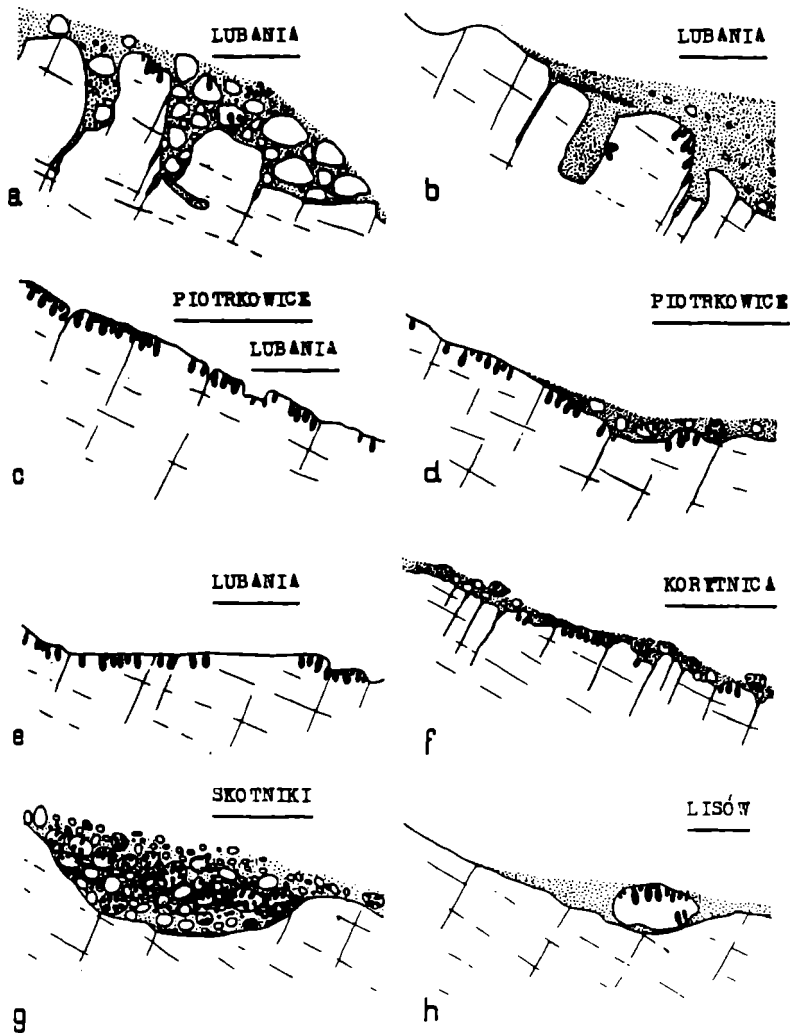 LUBANIA
a
LUBANIA
b
PIOTRKOWICE
LUBANIA
c
PIOTRKOWICE
d
LUBANIA
e
KORYTNICA
f
SKOTNIKI
g
LISÓW
h